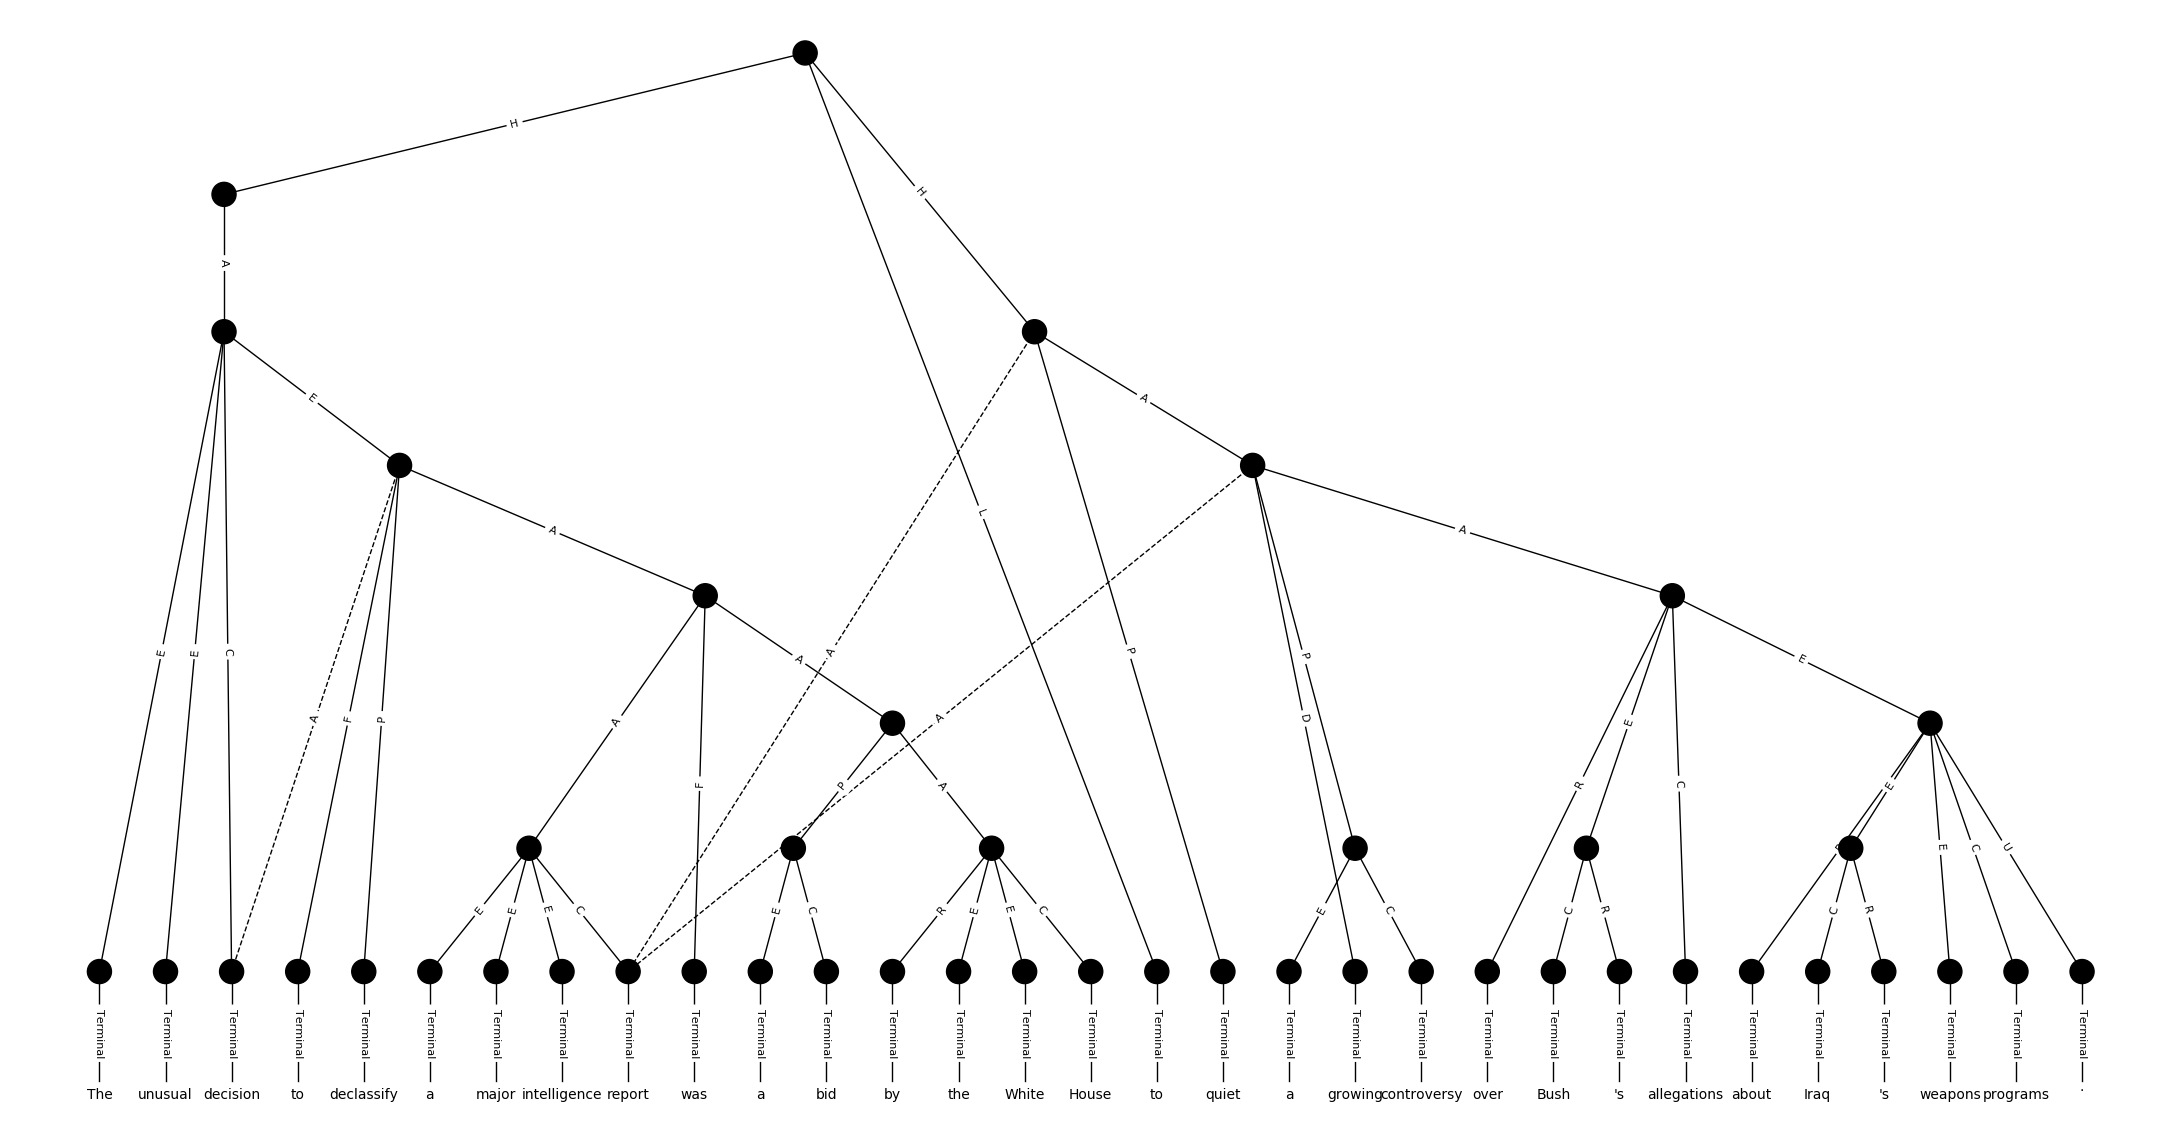 H
H
A
E
A
L
A
A
A
E
E
C
A
A
P
P
E
A
F
P
A
A
D
E
F
P
A
R
C
E
E
E
C
U
E
E
E
C
E
C
R
E
E
C
E
C
C
R
C
R
Terminal Terminal Terminal Terminal Terminal Terminal Terminal Terminal Terminal Terminal Terminal Terminal Terminal Terminal Terminal Terminal Terminal Terminal Terminal Terminal Terminal Terminal Terminal Terminal Terminal Terminal Terminal Terminal Terminal Terminal Terminal
The unusual decision to declassify a major intelligence report was a bid by the White House to quiet a growing controversy over Bush 's allegations about Iraq 's weapons programs .